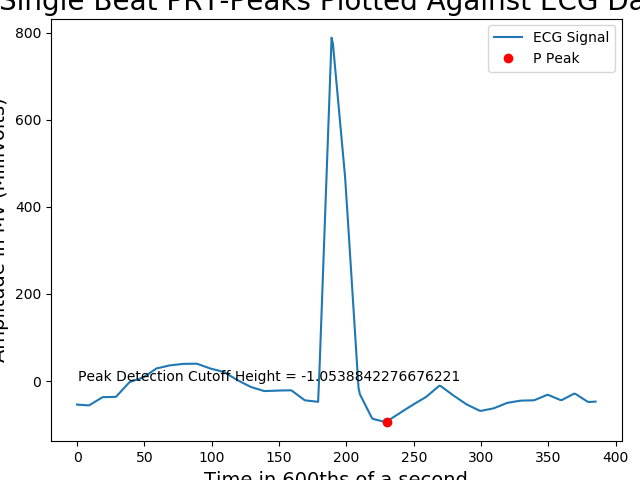 Single Beat PRT-Peaks Plotted Against ECG Da
800
600
400
200
0
Amplitude in MV (Millivolts)
ECG Signal
P Peak
Peak Detection Cutoff Height = -1.0538842276676221
0 50 100 150 200 250 300 350 400
Time in 600ths of a second